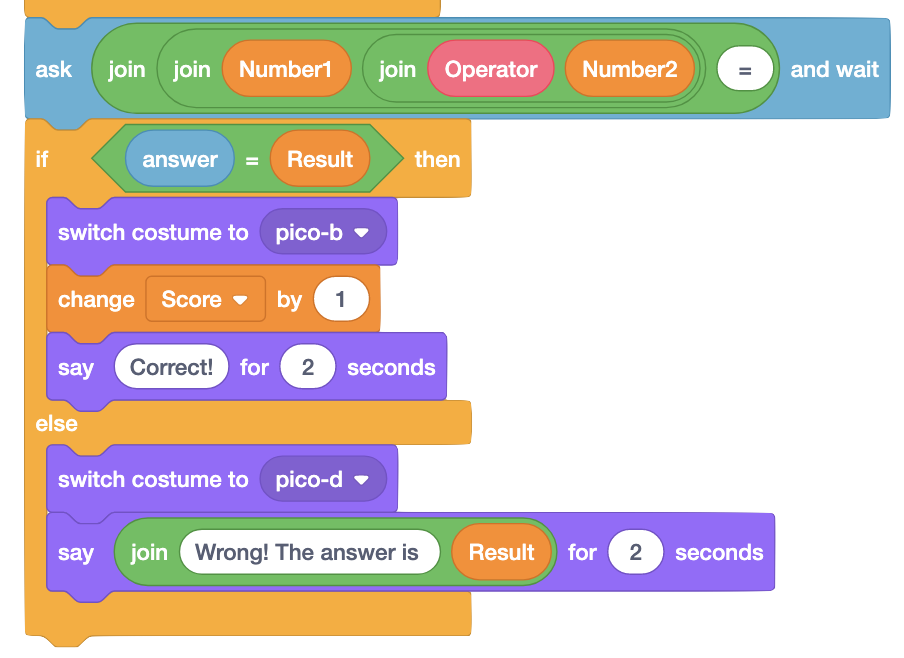 ask join join Number1 join Operator Number2 = and wait
if answer = Result then
switch costume to pico-b
change Score by 1
say Correct! for 2 seconds
else
switch costume to pico-d
say join Wrong! The answer is Result for 2 seconds